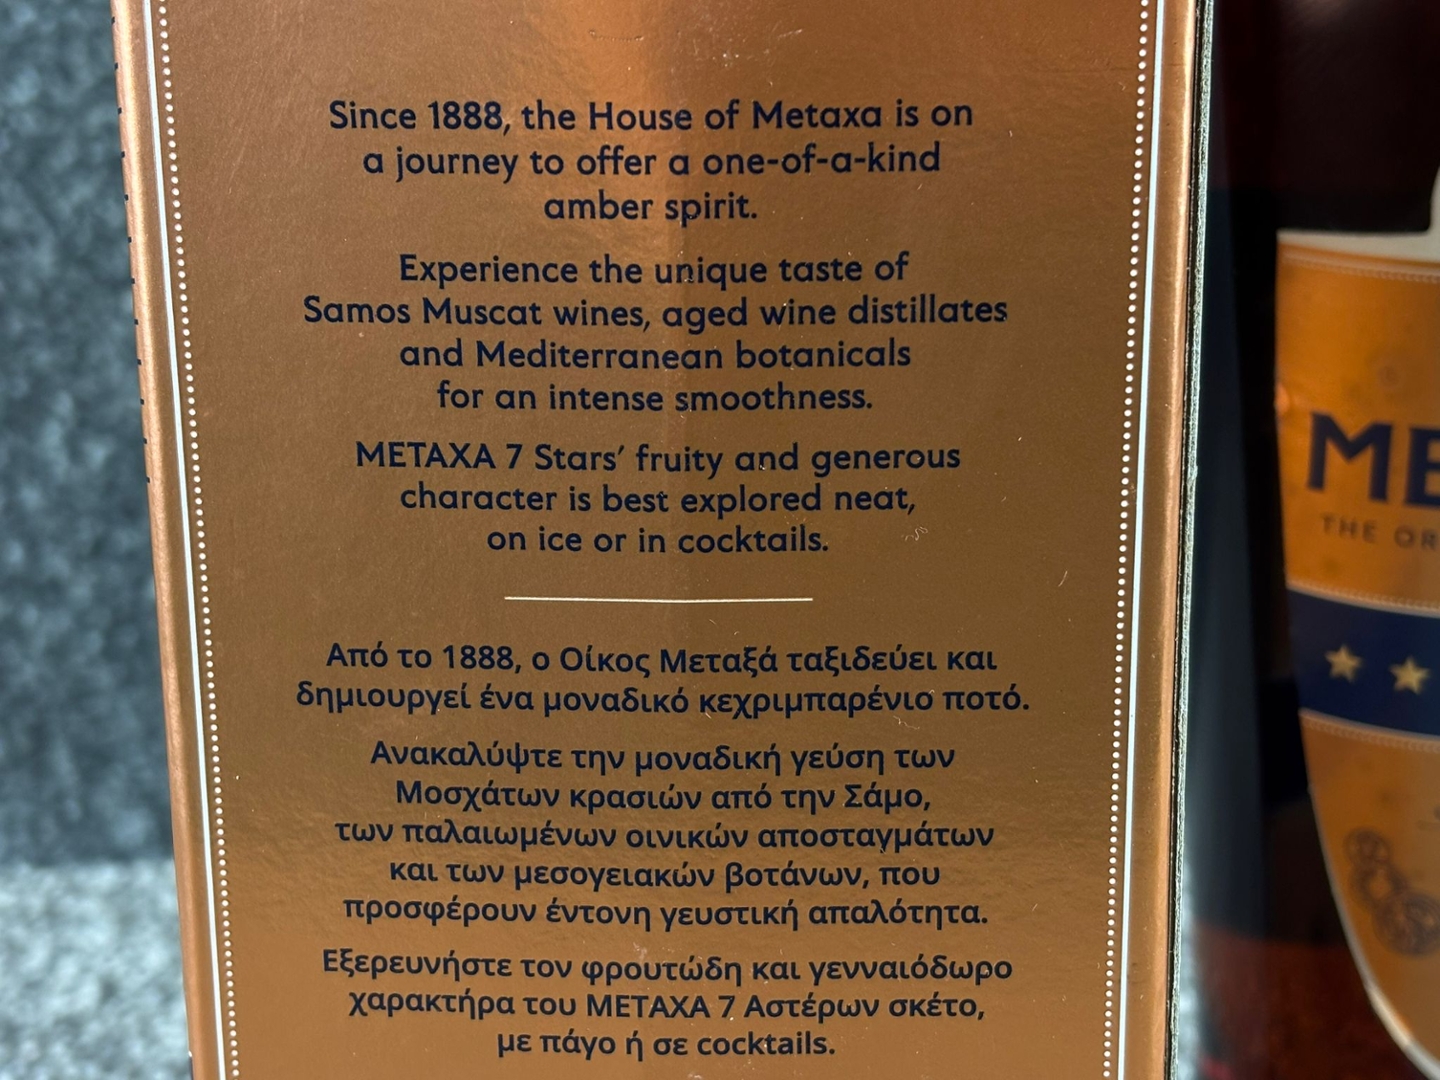 Since 1888, the House of Metaxa is on
a journey to offer a one-of-a-kind
amber spirit.
Experience the unique taste of
Samos Muscat wines, aged wine distillates
and Mediterranean botanicals
for an intense smoothness.
METAXA 7 Stars' fruity and generous
character is best explored neat,
on ice or in cocktails.
Από το 1888, ο Οίκος Μεταξά ταξιδεύει και
δημιουργεί ένα μοναδικό κεχριμπαρένιο ποτό.
Ανακαλύψτε την μοναδική γεύση των
Μοσχάτων κρασιών από την Σάμο,
των παλαιωμένων οινικών αποσταγμάτων
και των μεσογειακών βοτάνων, που
προσφέρουν έντονη γευστική απαλότητα.
Εξερευνήστε τον φρουτώδη και γενναιόδωρο
χαρακτήρα του METAXA 7 Αστέρων σκέτο,
με πάγο ή σε cocktails.
THE